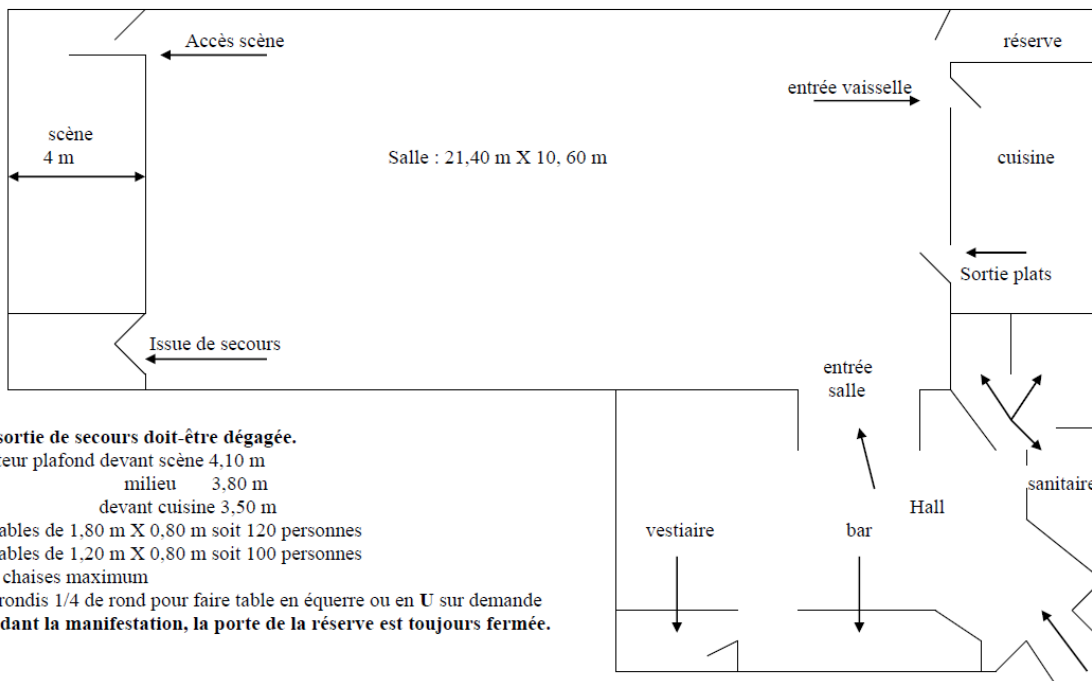 Accès scène
réserve
entrée vaisselle
scène
4 m
Salle : 21,40 m X 10, 60 m
cuisine
Sortie plats
Issue de secours
entrée
salle
sortie de secours doit-être dégagée.
teur plafond devant scène 4,10 m
milieu 3,80 m
devant cuisine 3,50 m
ables de 1,80 m X 0,80 m soit 120 personnes
ables de 1,20 m X 0,80 m soit 100 personnes
chaises maximum
rondis 1/4 de rond pour faire table en équerre ou en U sur demande
dant la manifestation, la porte de la réserve est toujours fermée.
sanitaire
Hall
vestiaire
bar